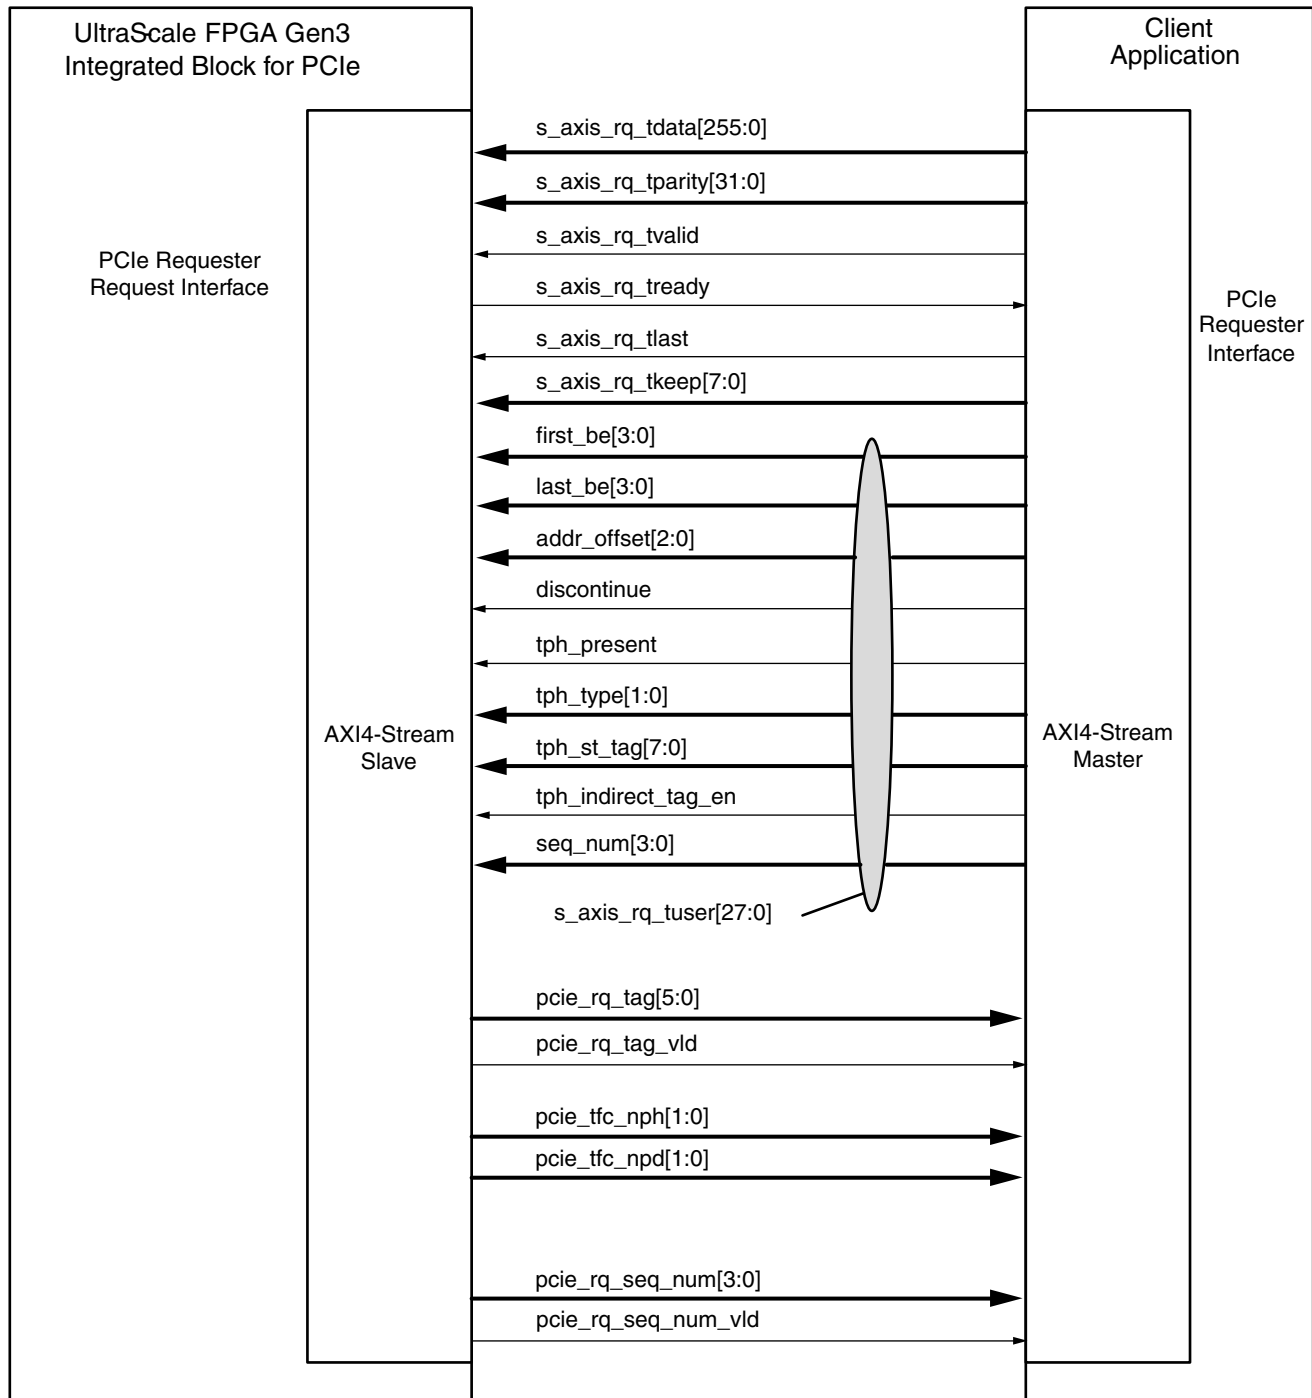 UltraScale FPGA Gen3
Integrated Block for PCIe
Client
Application
s_axis_rq_tdata[255:0]
s_axis_rq_tparity[31:0]
s_axis_rq_tvalid
PCIe Requester
Request Interface
s_axis_rq_tready
PCIe
Requester
Interface
s_axis_rq_tlast
s_axis_rq_tkeep[7:0]
first_be[3:0]
last_be[3:0]
addr_offset[2:0]
discontinue
tph_present
tph_type[1:0]
AXI4-Stream
Slave
AXI4-Stream
Master
tph_st_tag[7:0]
tph_indirect_tag_en
seq_num[3:0]
s_axis_rq_tuser[27:0]
pcie_rq_tag[5:0]
pcie_rq_tag_vld
pcie_tfc_nph[1:0]
pcie_tfc_npd[1:0]
pcie_rq_seq_num[3:0]
pcie_rq_seq_num_vld